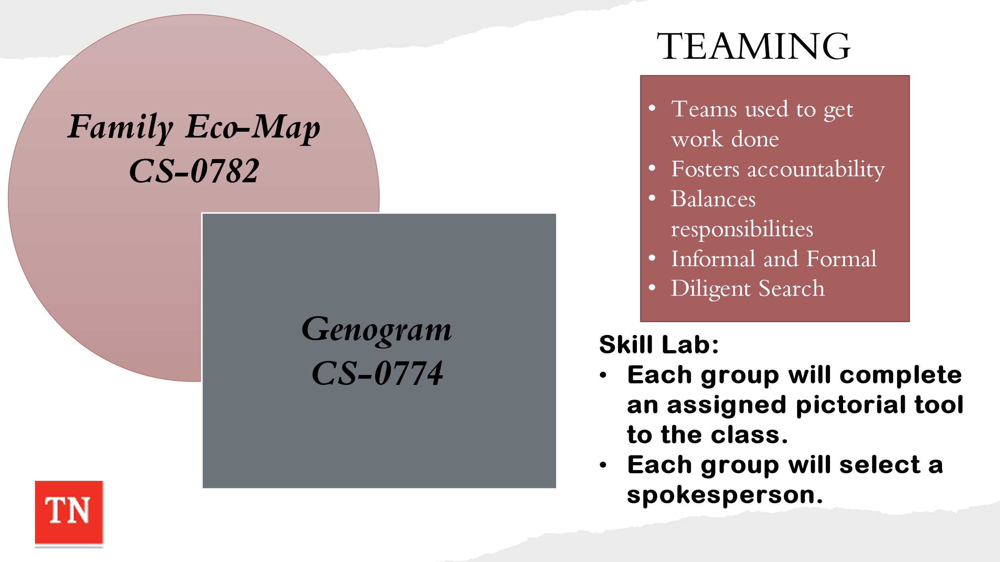 Family Eco-Map
CS-0782
Genogram
CS-0774
TN
TEAMING
• Teams used to get
work done
• Fosters accountability
• Balances
responsibilities
• Informal and Formal
• Diligent Search
Skill Lab:
• Each group will complete
an assigned pictorial tool
to the class.
• Each group will select a
spokesperson.